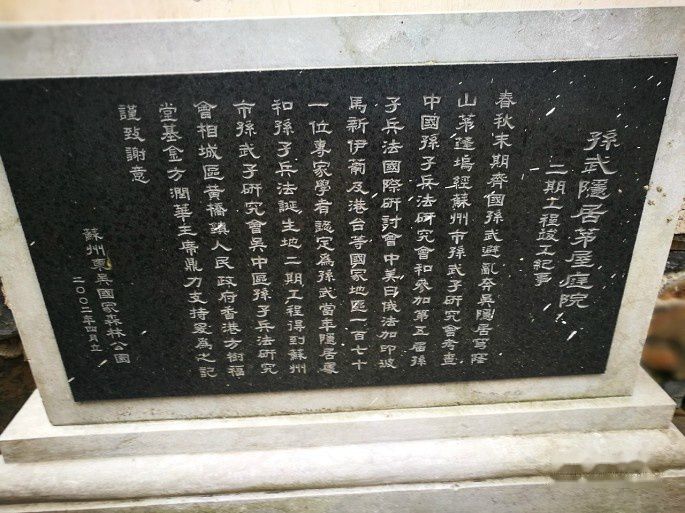 孫武隱居茅屋庭院
二期工程竣工紀事
春秋末期齊國孫武避亂奔吳隱居穹窿
山茅蓬塢經蘇州市孫武子研究會考查
中國孫子兵法研究會和參加第五届孫
子兵法國際研討會中美日俄法加印波
馬新伊菊及港台等國家地區一百七十
一位專家學者認定為孫武當年隱居處
和孫子兵法誕生地二期工程得到蘇州
市孫武子研究會吳中區孫子兵法研究
會相城區黄橋鎮人民政府香港方樹福
堂基金方潤華主席鼎力支持爰為之記
謹致謝意
蘇州東吳國家森林公園
二〇〇二年四月立